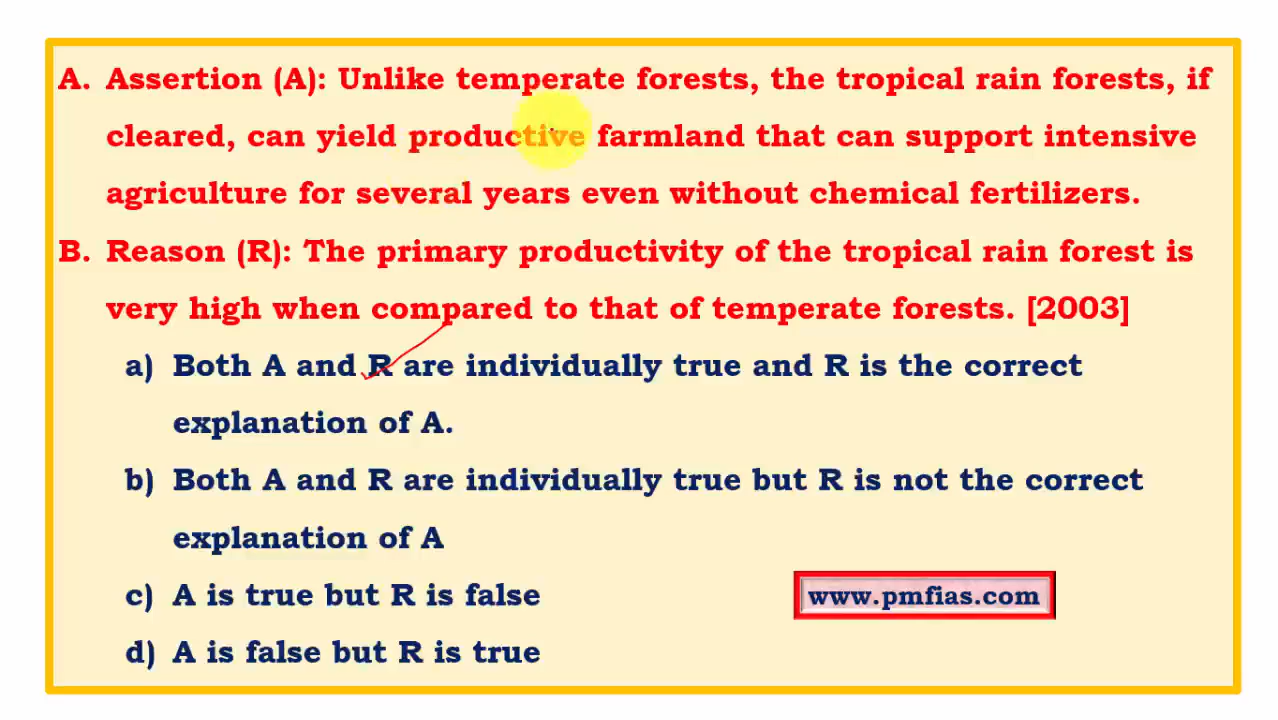 A. Assertion (A): Unlike temperate forests, the tropical rain forests, if
cleared, can yield productive farmland that can support intensive
agriculture for several years even without chemical fertilizers.
B. Reason (R): The primary productivity of the tropical rain forest is
very high when compared to that of temperate forests. [2003]
a) Both A and R are individually true and R is the correct
explanation of A.
b) Both A and R are individually true but R is not the correct
explanation of A
c) A is true but R is false
www.pmfias.com
d) A is false but R is true